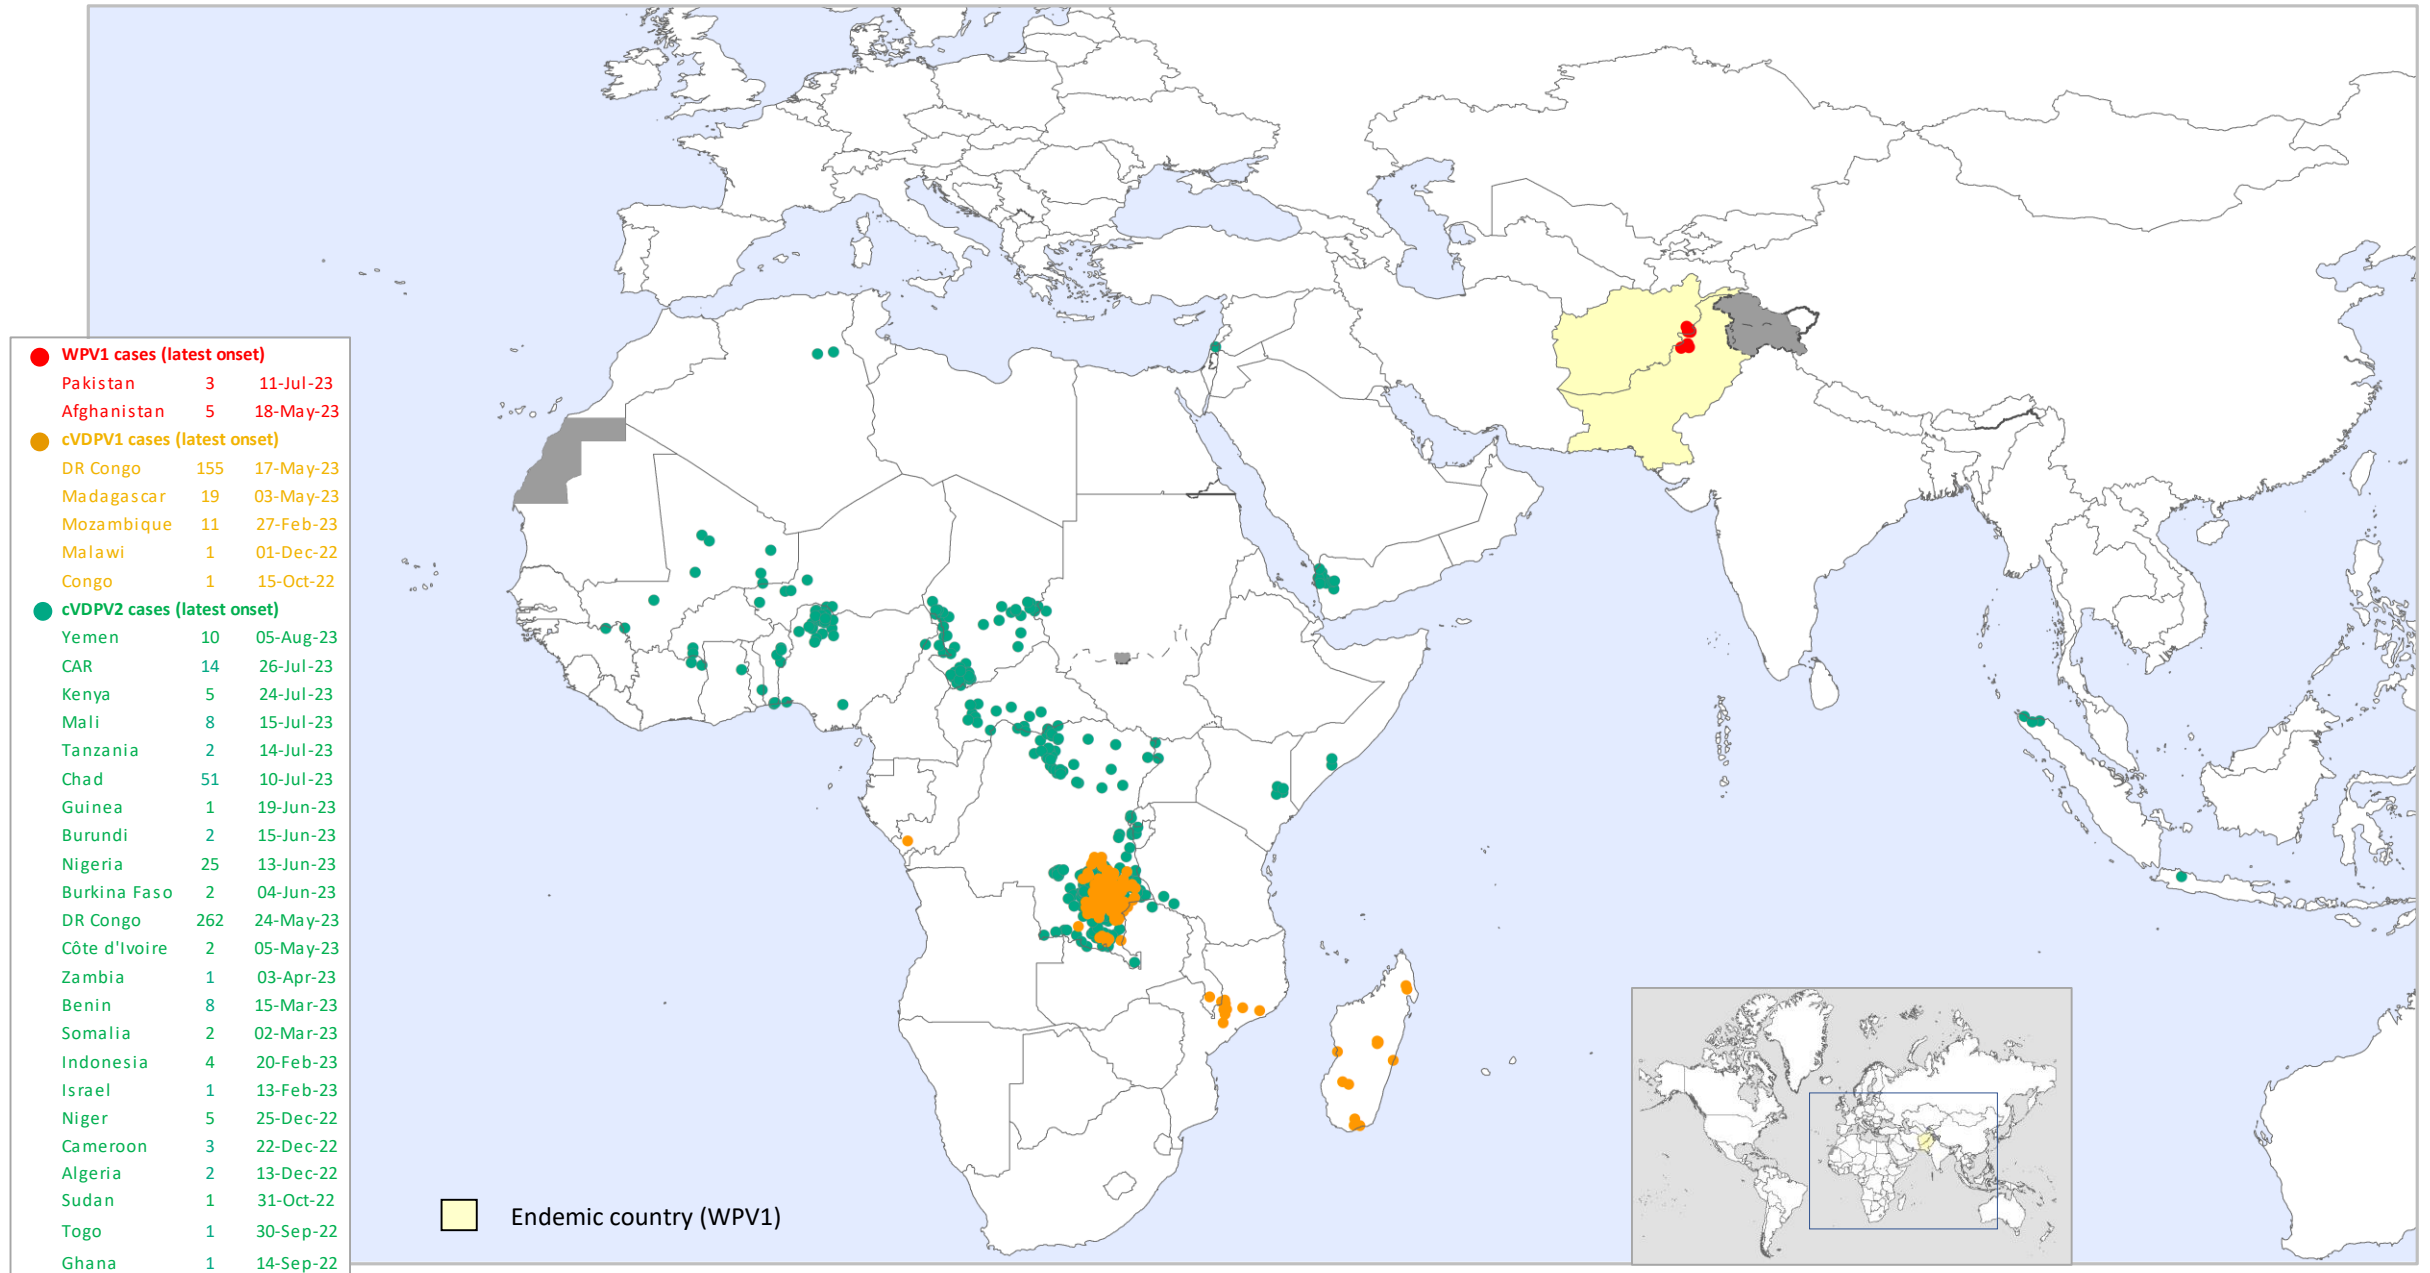 WPV1 cases (latest onset)
Pakistan 3 11-Jul-23
Afghanistan 5 18-May-23
cVDPV1 cases (latest onset)
DR Congo 155 17-May-23
Madagascar 19 03-May-23
Mozambique 11 27-Feb-23
Malawi 1 01-Dec-22
Congo 1 15-Oct-22
cVDPV2 cases (latest onset)
Yemen 10 05-Aug-23
CAR 14 26-Jul-23
Kenya 5 24-Jul-23
Mali 8 15-Jul-23
Tanzania 2 14-Jul-23
Chad 51 10-Jul-23
Guinea 1 19-Jun-23
Burundi 2 15-Jun-23
Nigeria 25 13-Jun-23
Burkina Faso 2 04-Jun-23
DR Congo 262 24-May-23
Côte d'Ivoire 2 05-May-23
Zambia 1 03-Apr-23
Benin 8 15-Mar-23
Somalia 2 02-Mar-23
Indonesia 4 20-Feb-23
Israel 1 13-Feb-23
Niger 5 25-Dec-22
Cameroon 3 22-Dec-22
Algeria 2 13-Dec-22
Sudan 1 31-Oct-22
Togo 1 30-Sep-22
Ghana 1 14-Sep-22
Endemic country (WPV1)